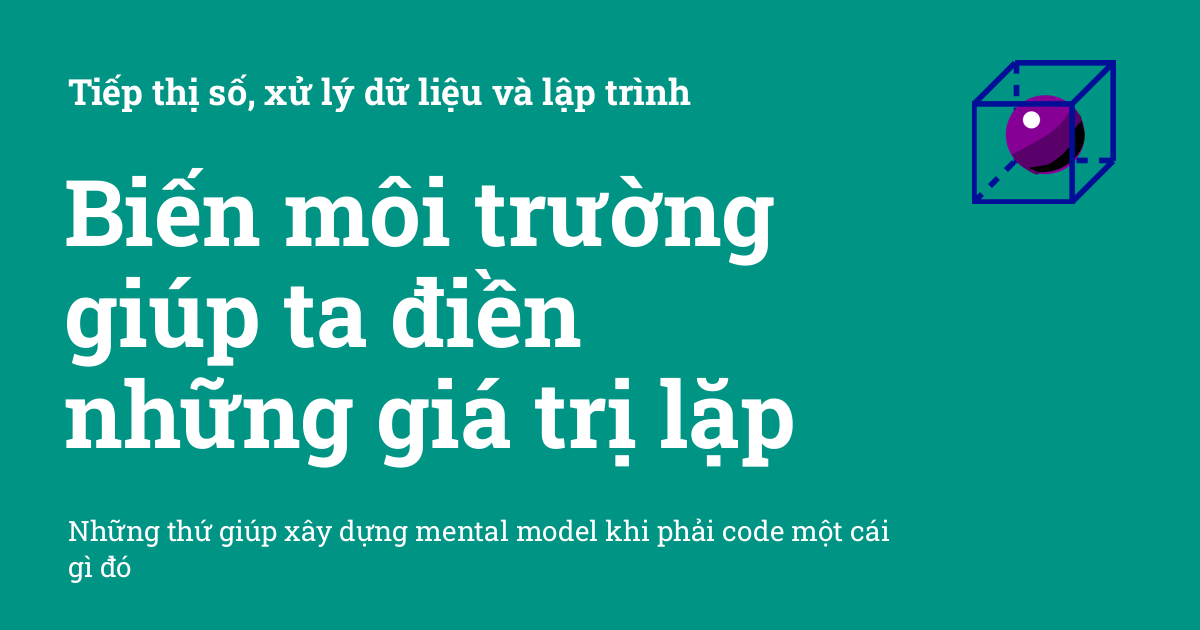 Tiếp thị số, xử lý dữ liệu và lập trình
Biến môi trường
giúp ta điền
những giá trị lặp
Những thứ giúp xây dựng mental model khi phải code một cái
gì đó